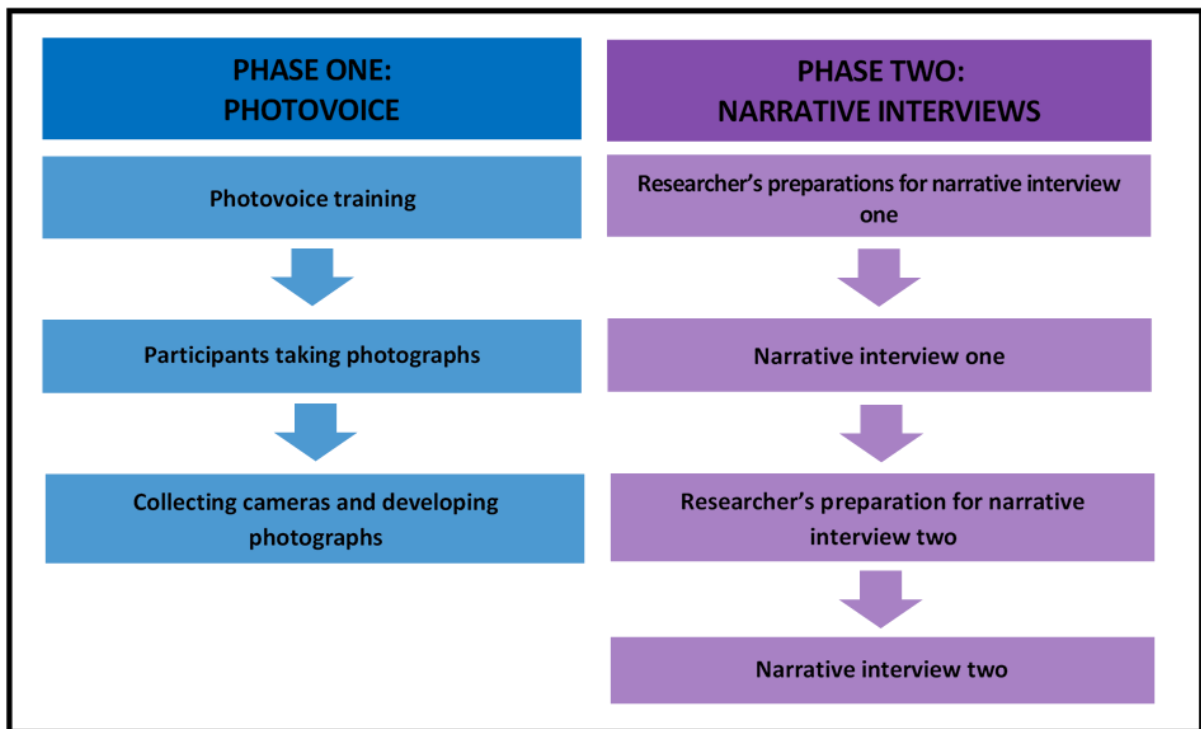 PHASE ONE:
PHOTOVOICE
Photovoice training
Participants taking photographs
Collecting cameras and developing
photographs
PHASE TWO:
NARRATIVE INTERVIEWS
Researcher’s preparations for narrative interview
one
Narrative interview one
Researcher’s preparation for narrative
interview two
Narrative interview two